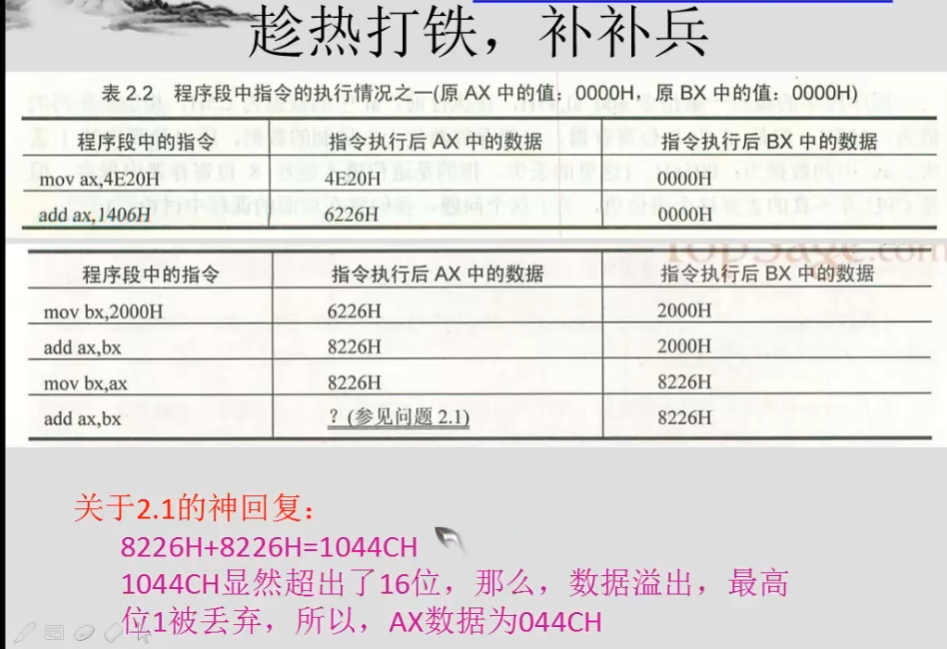 趁热打铁，补补兵
表 2.2 程序段中指令的执行情况之一(原 AX 中的值：0000H，原 BX 中的值：0000H)
程序段中的指令 指令执行后 AX 中的数据 指令执行后 BX 中的数据
mov ax,4E20H 4E20H 0000H
add ax,1406H 6226H 0000H
程序段中的指令 指令执行后 AX 中的数据 指令执行后 BX 中的数据
mov bx,2000H 6226H 2000H
add ax,bx 8226H 2000H
mov bx,ax 8226H 8226H
add ax,bx ？(参见问题 2.1) 8226H
关于2.1的神回复：
8226H+8226H=1044CH
1044CH显然超出了16位，那么，数据溢出，最高
位1被丢弃，所以，AX数据为044CH